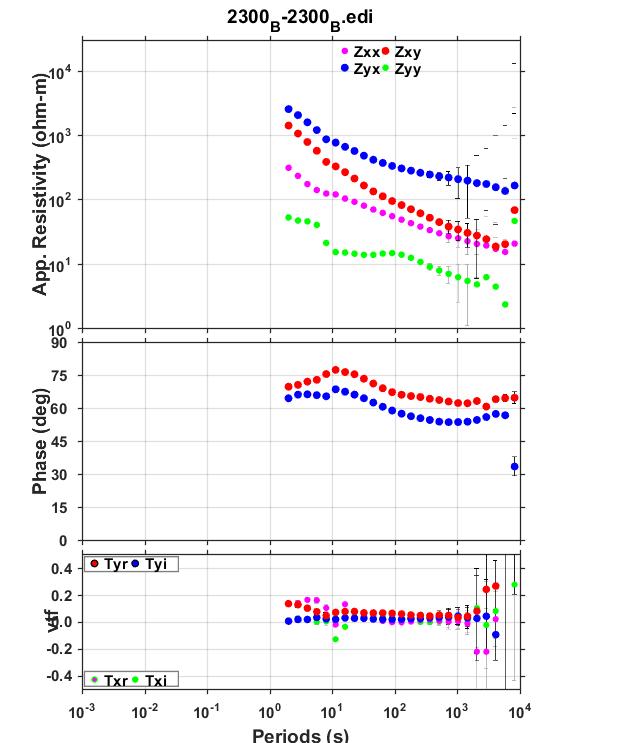 2300_B-2300_B.edi
Zxx Zxy
Zyx Zyy
App. Resistivity (ohm-m)
10^4
10^3
10^2
10^1
10^0
Phase (deg)
90
75
60
45
30
15
0
Tyr Tyi
vtf
0.4
0.2
0.0
-0.2
-0.4
Txr Txi
10^-3 10^-2 10^-1 10^0 10^1 10^2 10^3 10^4
Periods (s)